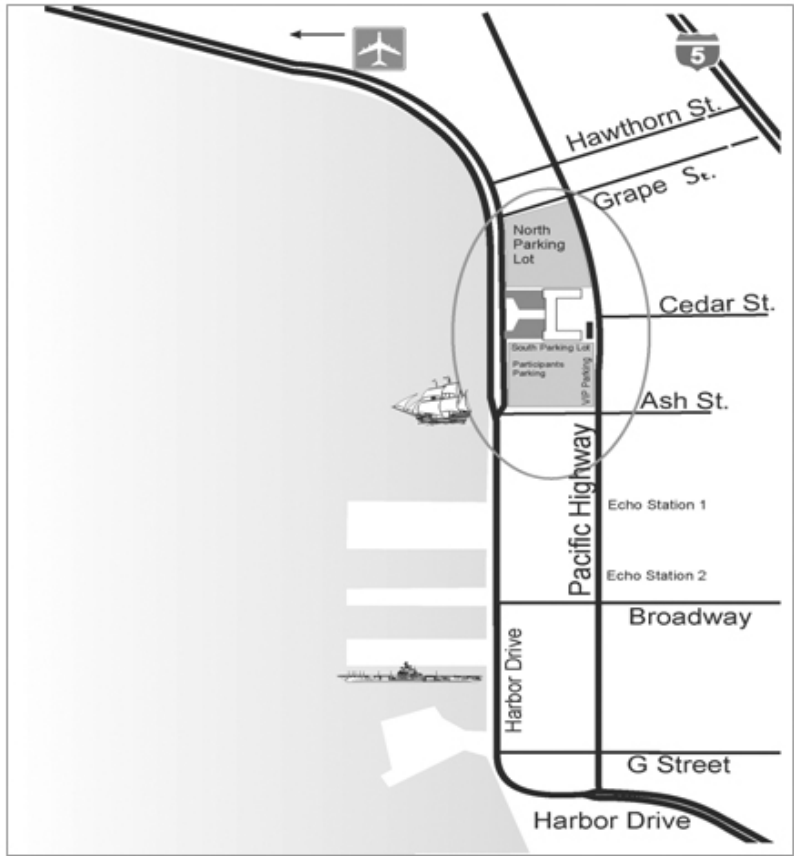 5
Hawthorn St.
Grape St.
North
Parking
Lot
Cedar St.
South Parking Lot
Participants
Parking
VIP Parking
Ash St.
Pacific Highway
Echo Station 1
Echo Station 2
Broadway
Harbor Drive
G Street
Harbor Drive